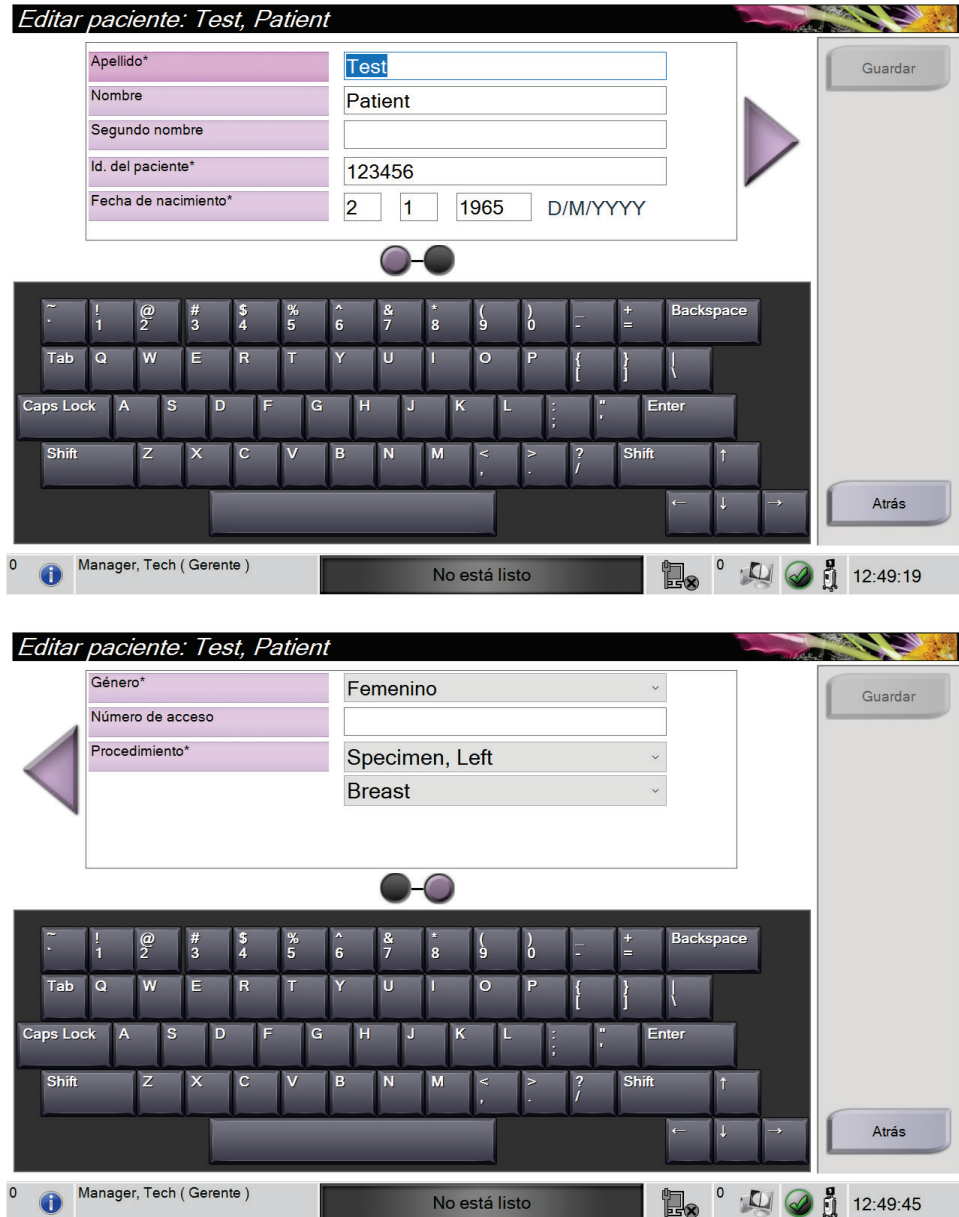 Editar paciente: Test, Patient
Apellido* Test
Nombre Patient
Segundo nombre
Id. del paciente* 123456
Fecha de nacimiento* 2 1 1965 D/M/YYYY
Guardar
~ ` ! 1 @ 2 # 3 $ 4 % 5 ^ 6 & 7 * 8 ( 9 ) 0 _ - + = Backspace
Tab Q W E R T Y U I O P { [ } ] | \
Caps Lock A S D F G H J K L : ; " ' Enter
Shift Z X C V B N M < , > . ? / Shift ↑
← ↓ →
Atrás
0 Manager, Tech ( Gerente ) No está listo 0 12:49:19
Editar paciente: Test, Patient
Género* Femenino
Número de acceso
Procedimiento* Specimen, Left
Breast
Guardar
~ ` ! 1 @ 2 # 3 $ 4 % 5 ^ 6 & 7 * 8 ( 9 ) 0 _ - + = Backspace
Tab Q W E R T Y U I O P { [ } ] | \
Caps Lock A S D F G H J K L : ; " ' Enter
Shift Z X C V B N M < , > . ? / Shift ↑
← ↓ →
Atrás
0 Manager, Tech ( Gerente ) No está listo 0 12:49:45